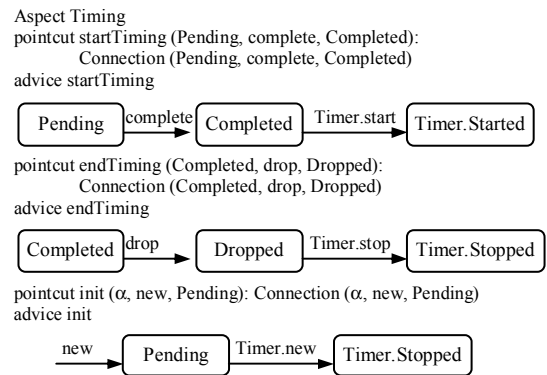 Aspect Timing
pointcut startTiming (Pending, complete, Completed):
Connection (Pending, complete, Completed)
advice startTiming
Pending complete Completed Timer.start Timer.Started
pointcut endTiming (Completed, drop, Dropped):
Connection (Completed, drop, Dropped)
advice endTiming
Completed drop Dropped Timer.stop Timer.Stopped
pointcut init (α, new, Pending): Connection (α, new, Pending)
advice init
new Pending Timer.new Timer.Stopped